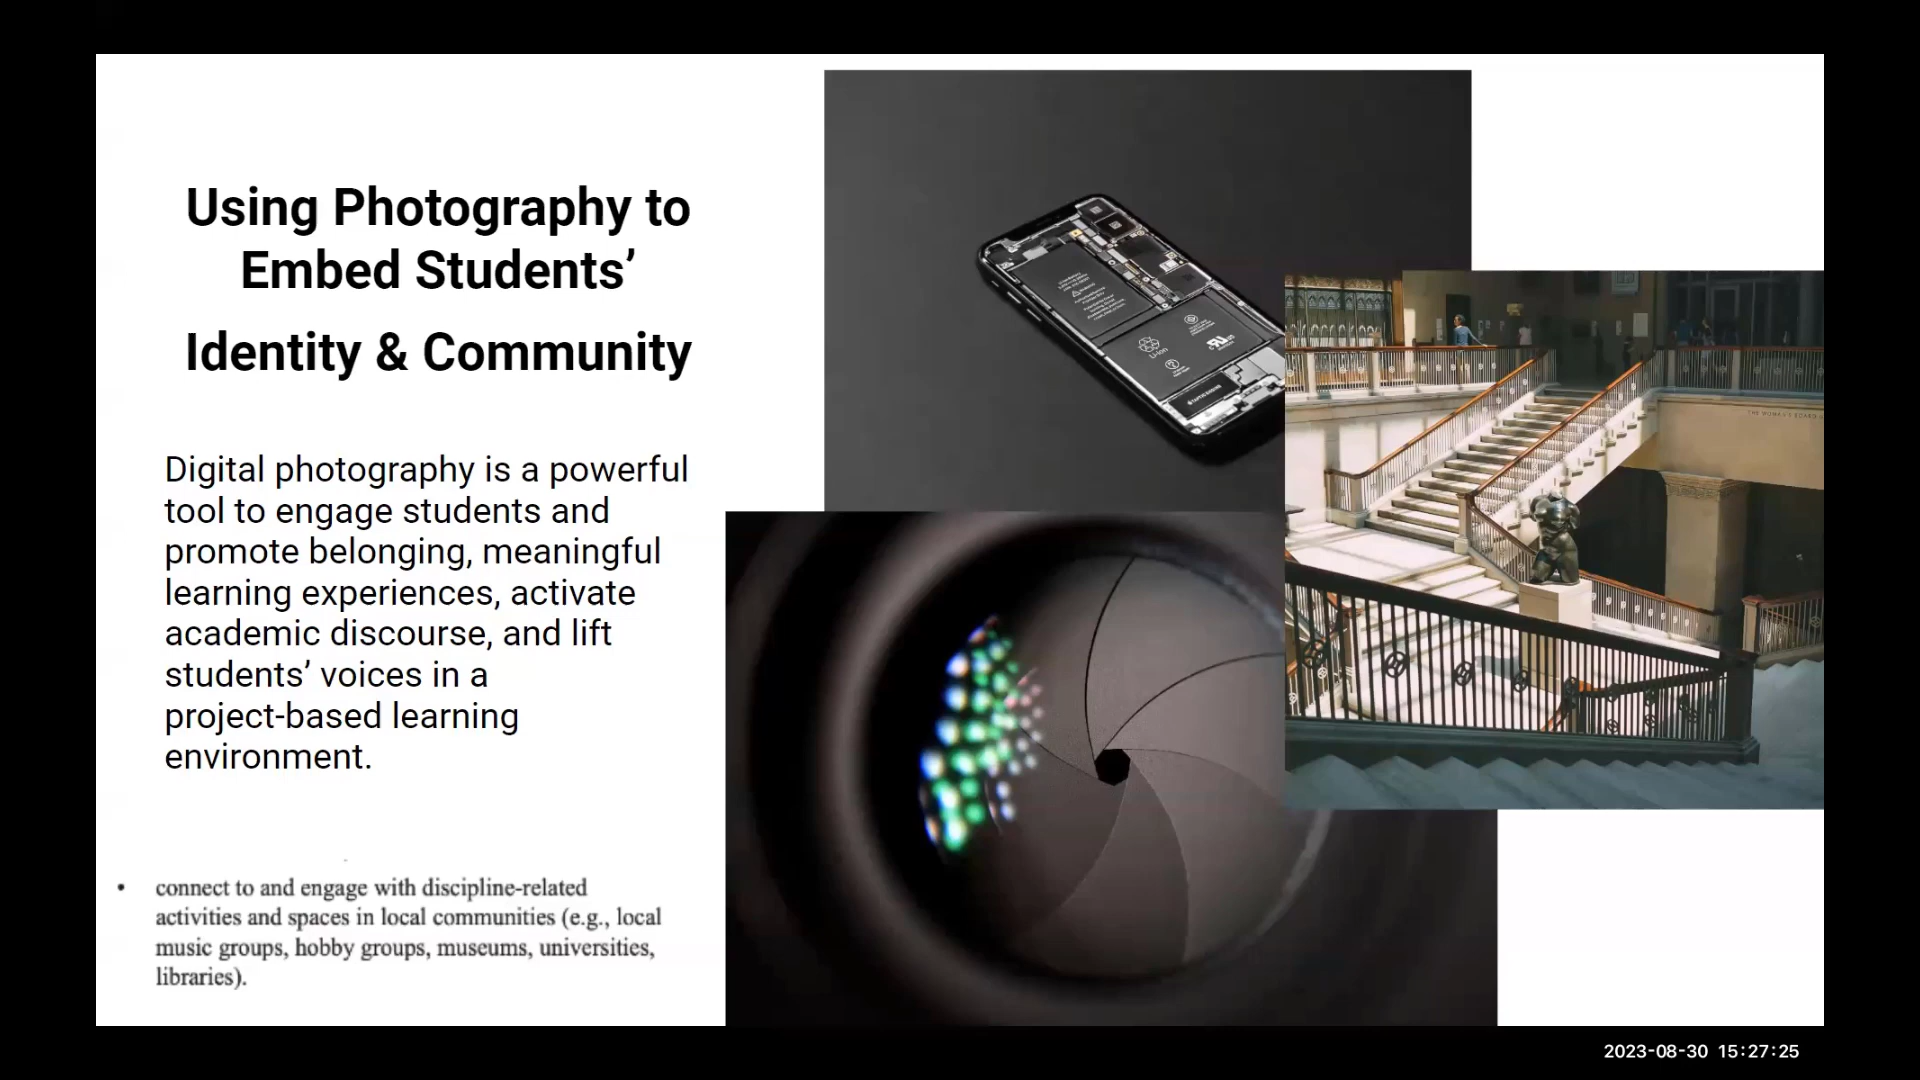 Using Photography to
Embed Students’
Identity & Community
Digital photography is a powerful
tool to engage students and
promote belonging, meaningful
learning experiences, activate
academic discourse, and lift
students’ voices in a
project-based learning
environment.
• connect to and engage with discipline-related
activities and spaces in local communities (e.g., local
music groups, hobby groups, museums, universities,
libraries).
Li-ion
2023-08-30 15:27:25